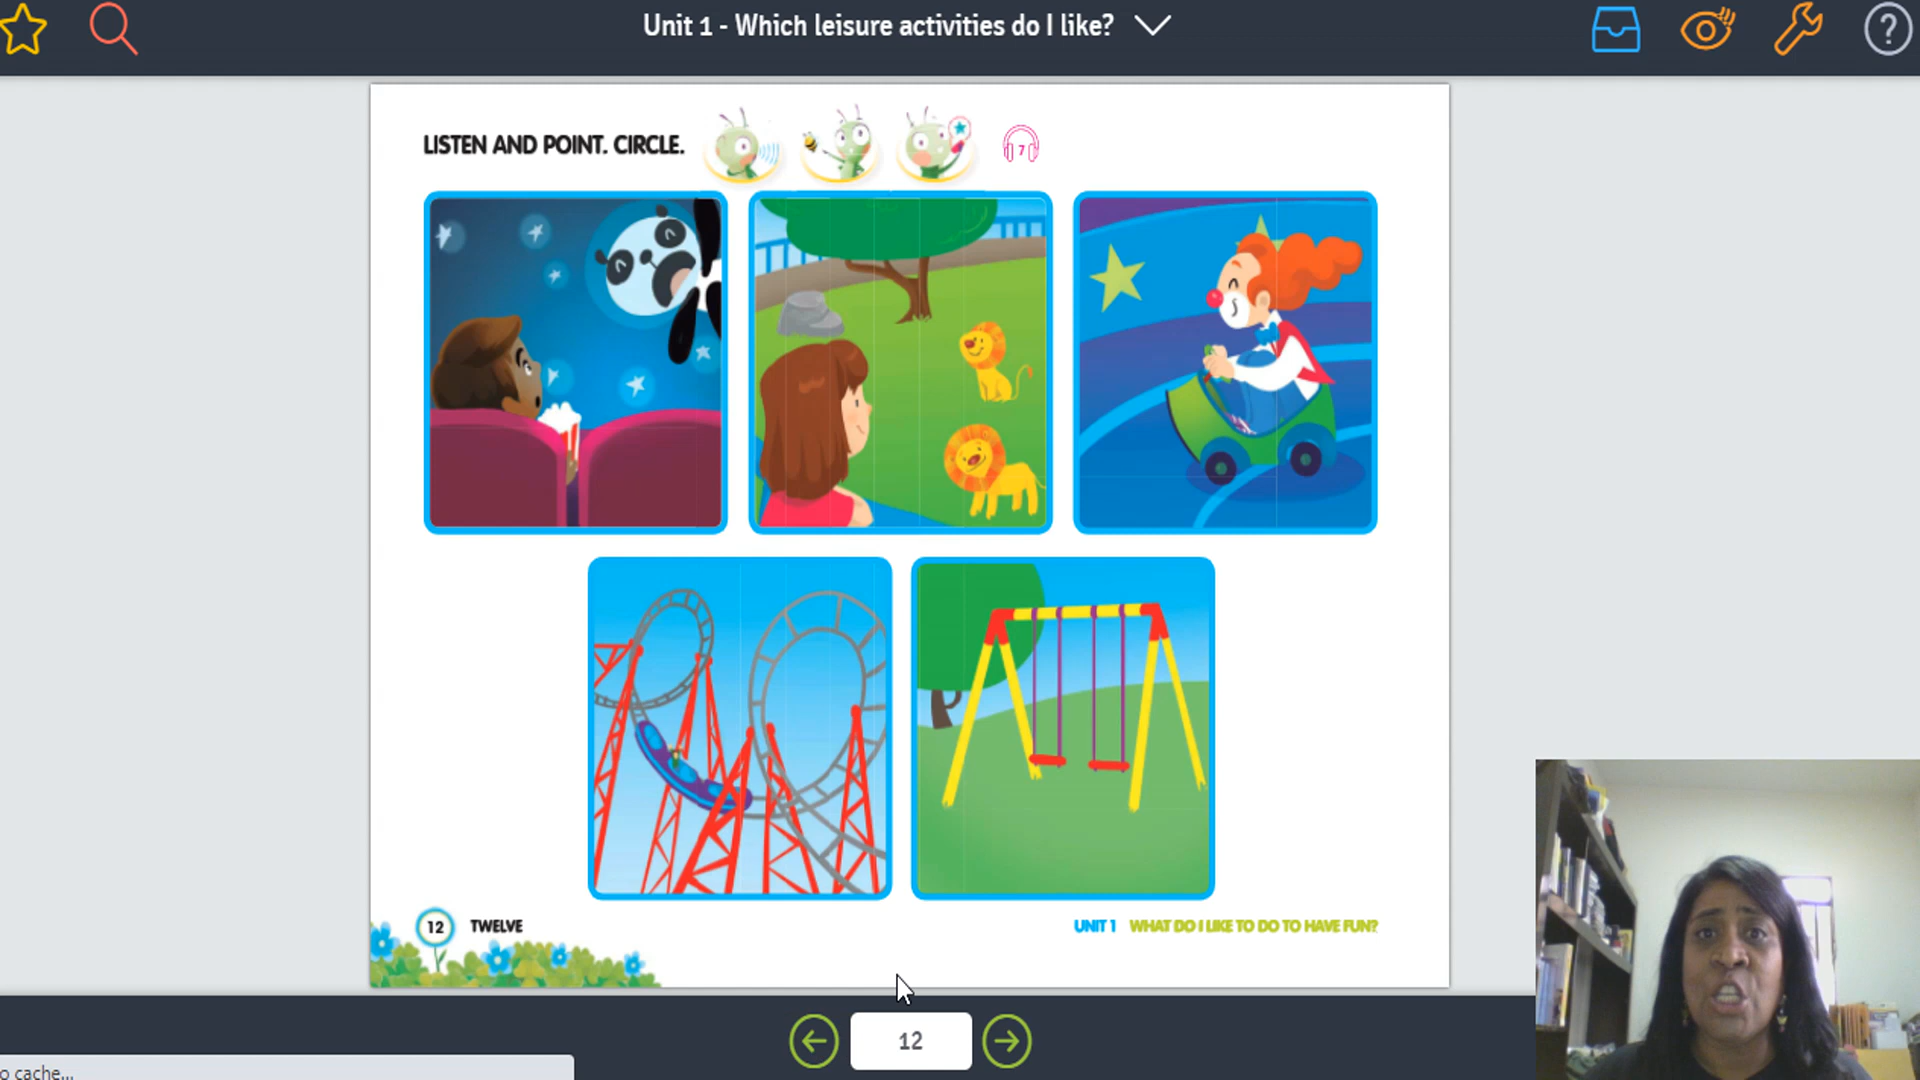 Unit 1 - Which leisure activities do I like?
?
LISTEN AND POINT. CIRCLE.
7
12 TWELVE
UNIT 1 WHAT DO I LIKE TO DO TO HAVE FUN?
12
o cache...